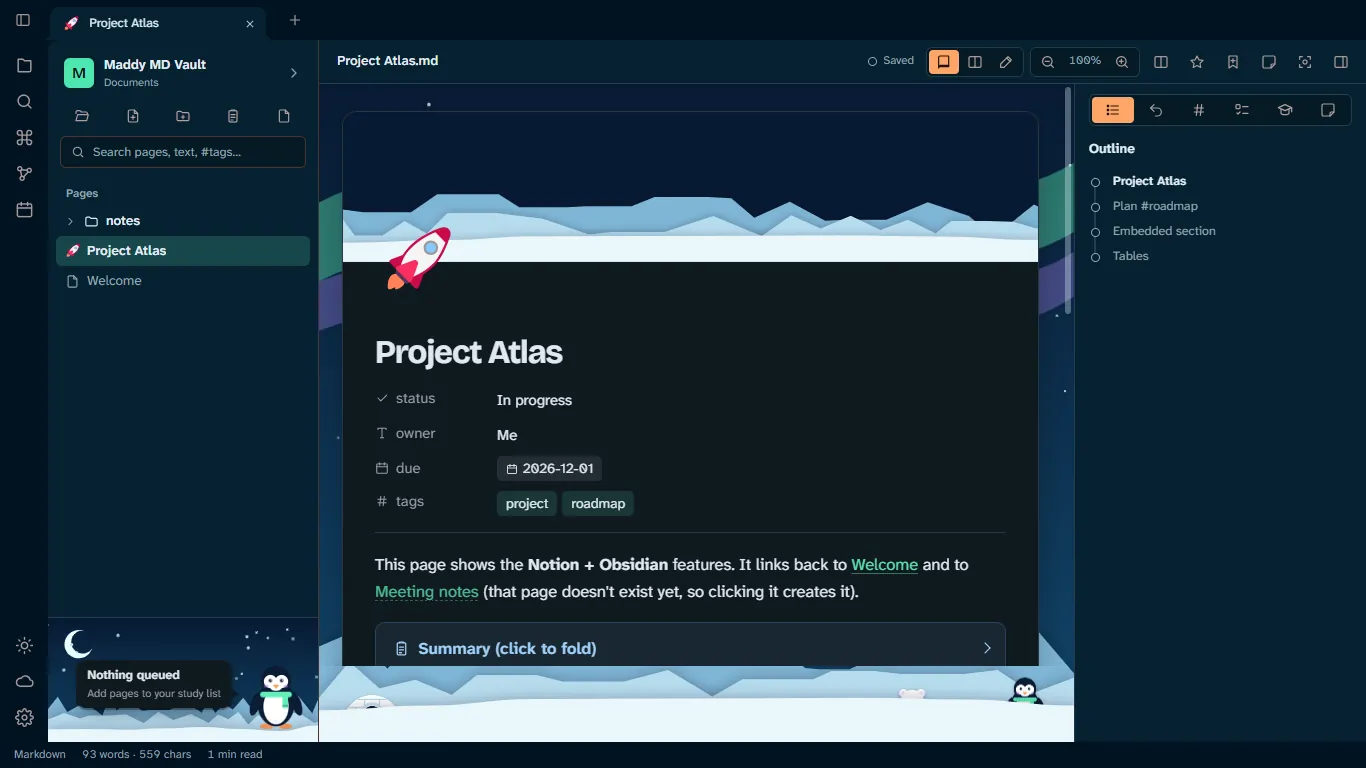 Project Atlas
M
Maddy MD Vault
Documents
Search pages, text, #tags...
Pages
notes
Project Atlas
Welcome
Nothing queued
Add pages to your study list
Project Atlas.md
Saved
100%
Project Atlas
status
In progress
owner
Me
due
2026-12-01
tags
project roadmap
This page shows the Notion + Obsidian features. It links back to Welcome and to
Meeting notes (that page doesn't exist yet, so clicking it creates it).
Summary (click to fold)
Outline
Project Atlas
Plan #roadmap
Embedded section
Tables
Markdown 93 words · 559 chars 1 min read